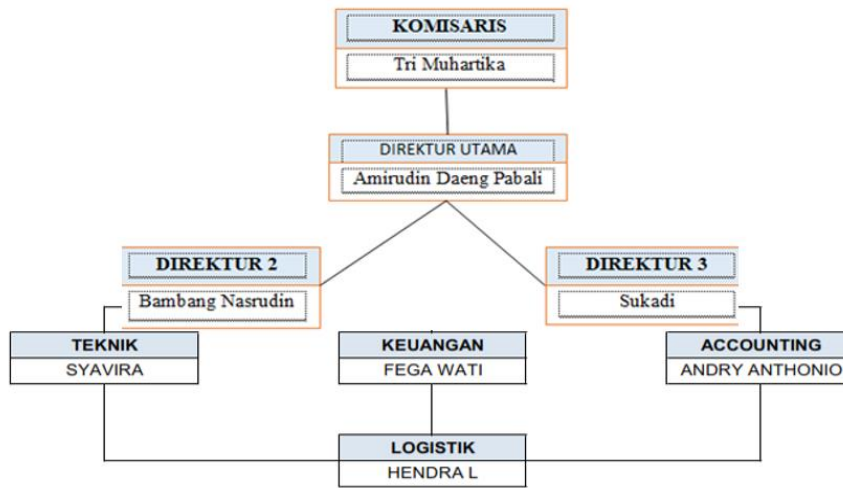 KOMISARIS
Tri Muhartika
DIREKTUR UTAMA
Amirudin Daeng Pabali
DIREKTUR 2
Bambang Nasrudin
DIREKTUR 3
Sukadi
TEKNIK
SYAVIRA
KEUANGAN
FEGA WATI
ACCOUNTING
ANDRY ANTHONIO
LOGISTIK
HENDRA L